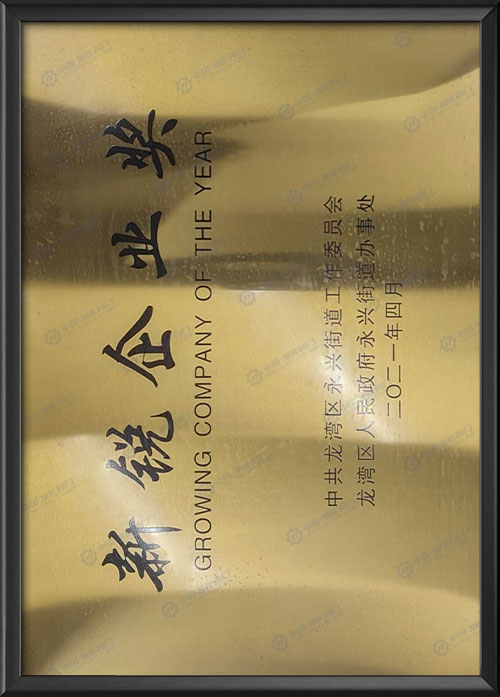 新锐企业奖
GROWING COMPANY OF THE YEAR
中共龙湾区永兴街道工作委员会
龙湾区人民政府永兴街道办事处
二〇二一年四月